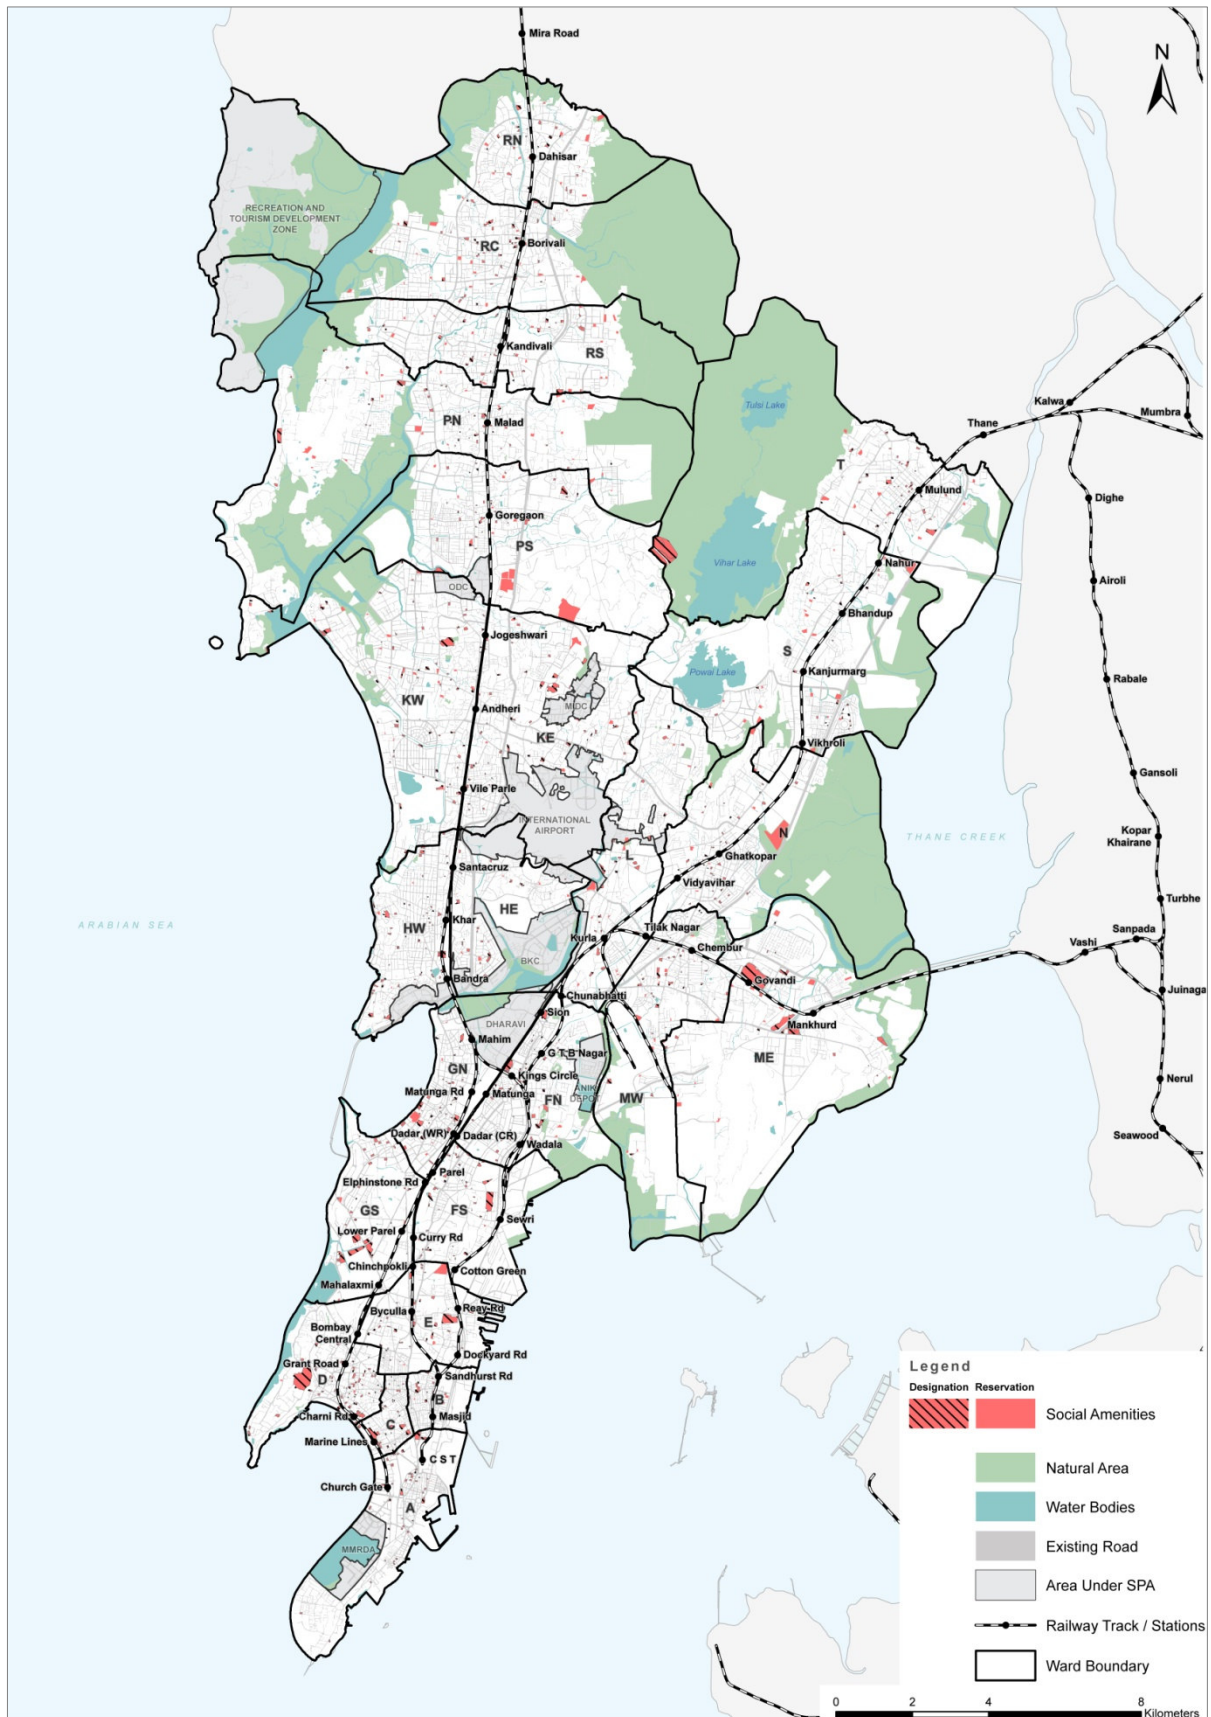 Mira Road
N
RN
Dahisar
RECREATION AND
TOURISM DEVELOPMENT
ZONE
RC
Borivali
Kandivali
RS
Tulsi Lake
Kalwa
Mumbra
Thane
PN
Malad
T
Mulund
Dighe
Goregaon
PS
Vihar Lake
Nahur
Airoli
ODC
Bhandup
Jogeshwari
S
Powai Lake
Kanjurmarg
Rabale
KW
MIDC
Andheri
KE
Vikhroli
Gansoli
Vile Parle
INTERNATIONAL
AIRPORT
N
THANE CREEK
Kopar
Khairane
L
Ghatkopar
Santacruz
Vidyavihar
Turbhe
ARABIAN SEA
HW
Khar
HE
Kurla
Tilak Nagar
Chembur
Vashi
Sanpada
BKC
Bandra
Govandi
Juinaga
Chunabhatti
Sion
DHARAVI
Mankhurd
Mahim
G T B Nagar
ME
GN
Kings Circle
Matunga Rd
Matunga
FN
ANIK
DEPOT
MW
Nerul
Dadar (WR)
Dadar (CR)
Wadala
Seawood
Parel
Elphinstone Rd
GS
FS
Lower Parel
Curry Rd
Sewri
Chinchpokli
Cotton Green
Mahalaxmi
Byculla
E
Reay Rd
Bombay
Central
Grant Road
Dockyard Rd
D
Sandhurst Rd
B
Charni Rd
C
Masjid
Marine Lines
C S T
Church Gate
A
MMRDA
Legend
Designation Reservation
Social Amenities
Natural Area
Water Bodies
Existing Road
Area Under SPA
Railway Track / Stations
Ward Boundary
0 2 4 8
Kilometers